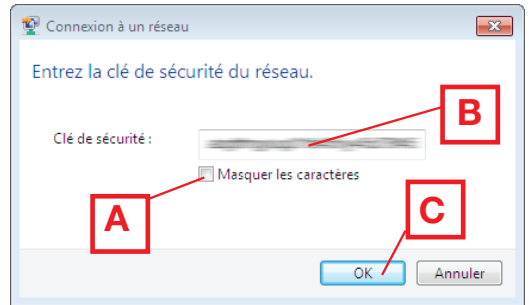 Connexion à un réseau
Entrez la clé de sécurité du réseau.
B
Clé de sécurité :
Masquer les caractères
A
C
OK Annuler